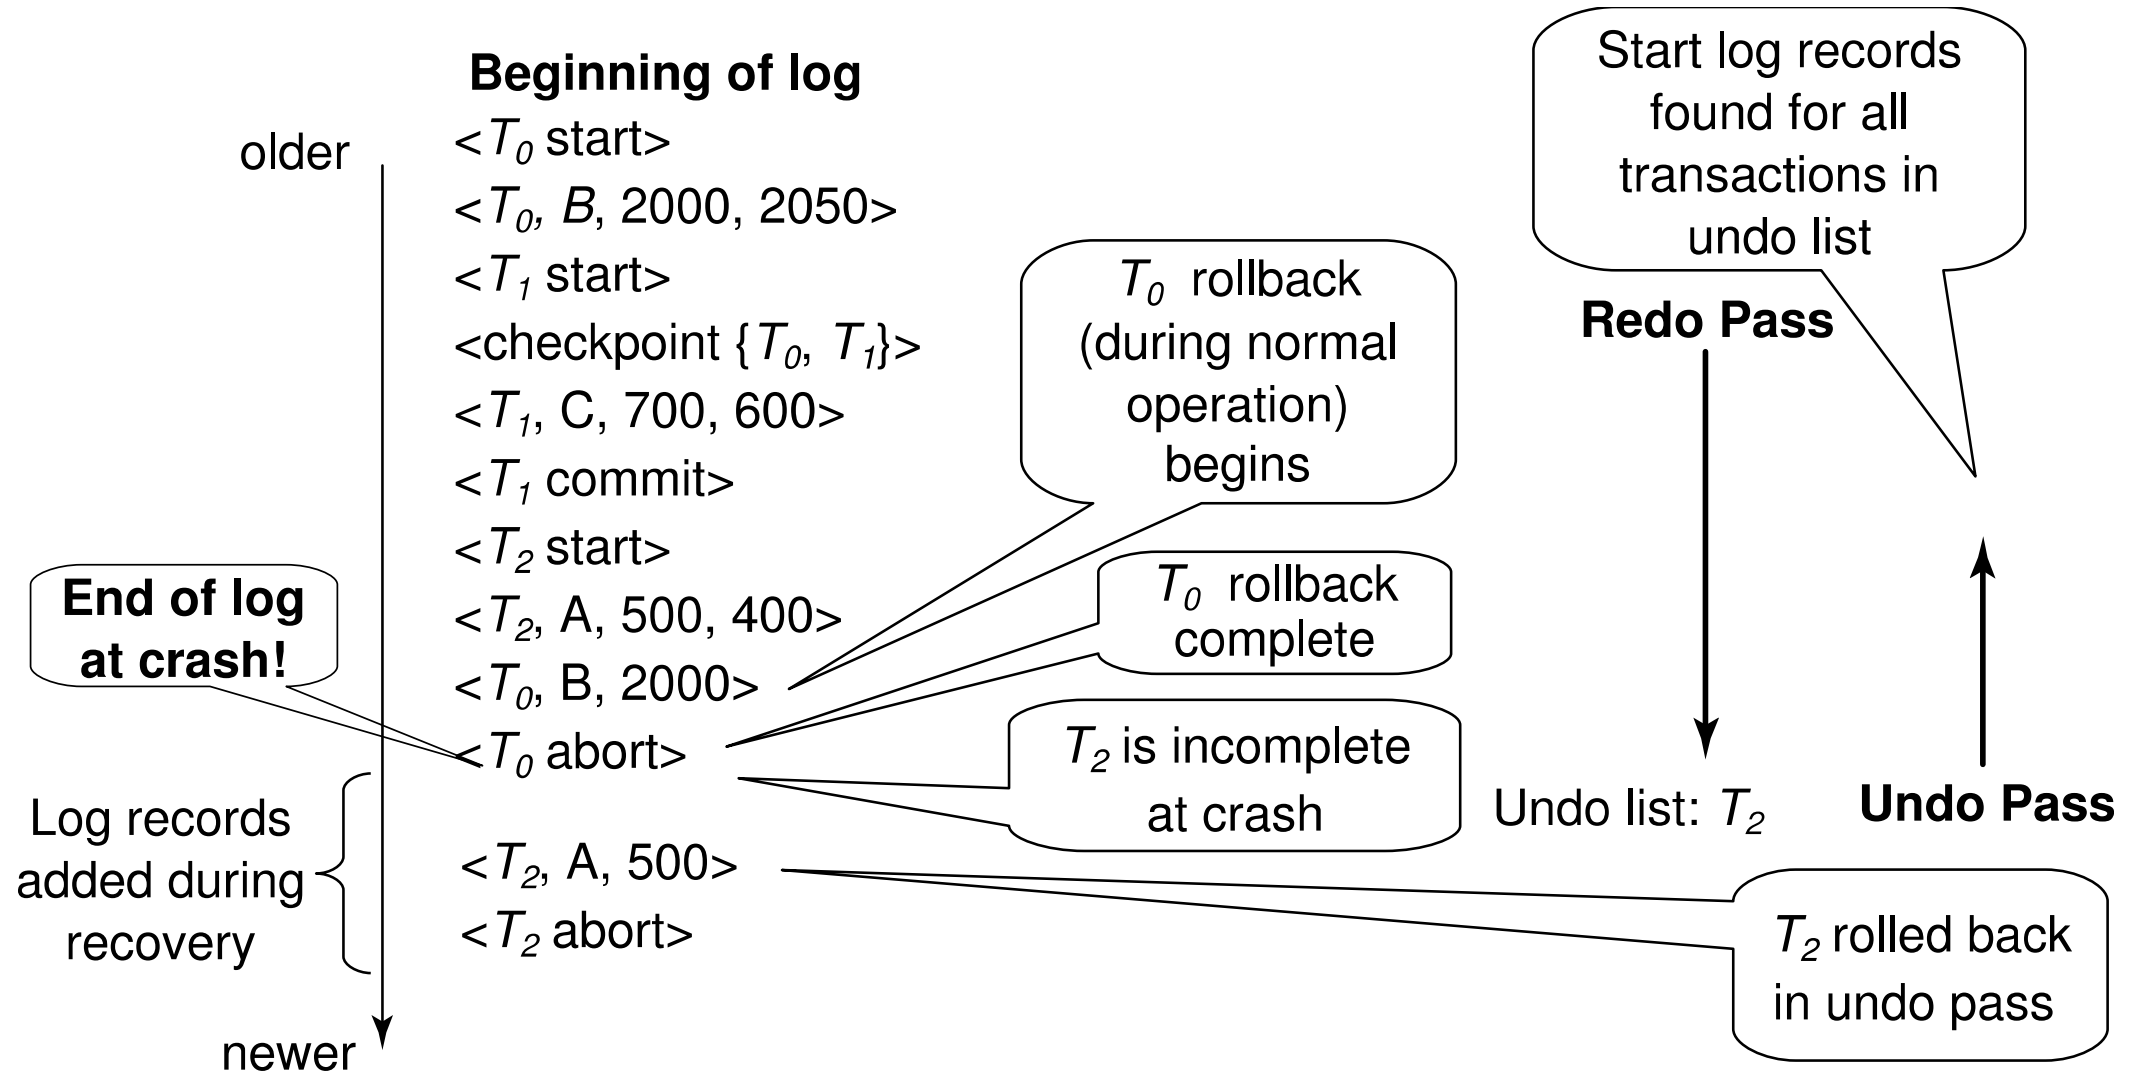 Beginning of log
older
<T0 start>
<T0, B, 2000, 2050>
<T1 start>
<checkpoint {T0, T1}>
<T1, C, 700, 600>
<T1 commit>
<T2 start>
<T2, A, 500, 400>
<T0, B, 2000>
<T0 abort>
<T2, A, 500>
<T2 abort>
newer
End of log
at crash!
Log records
added during
recovery
T0 rollback
(during normal
operation)
begins
T0 rollback
complete
T2 is incomplete
at crash
Start log records
found for all
transactions in
undo list
Redo Pass
Undo list: T2
Undo Pass
T2 rolled back
in undo pass